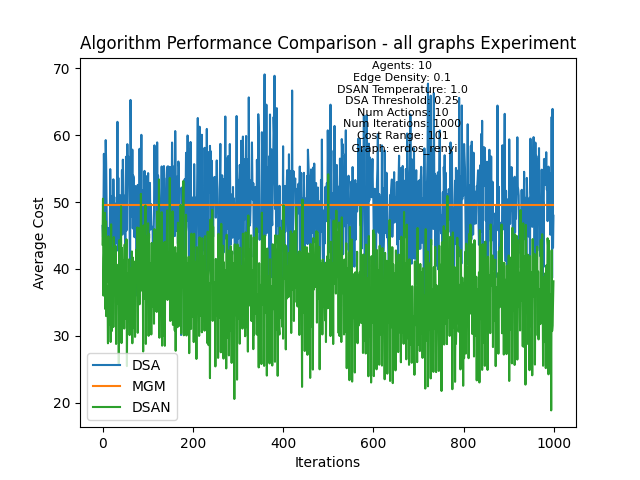 Algorithm Performance Comparison - all graphs Experiment
70
60
50
40
30
20
Average Cost
Agents: 10
Edge Density: 0.1
DSAN Temperature: 1.0
DSA Threshold: 0.25
Num Actions: 10
Num Iterations: 1000
Cost Range: 101
Graph: erdos_renyi
DSA
MGM
DSAN
0
200
400
600
800
1000
Iterations